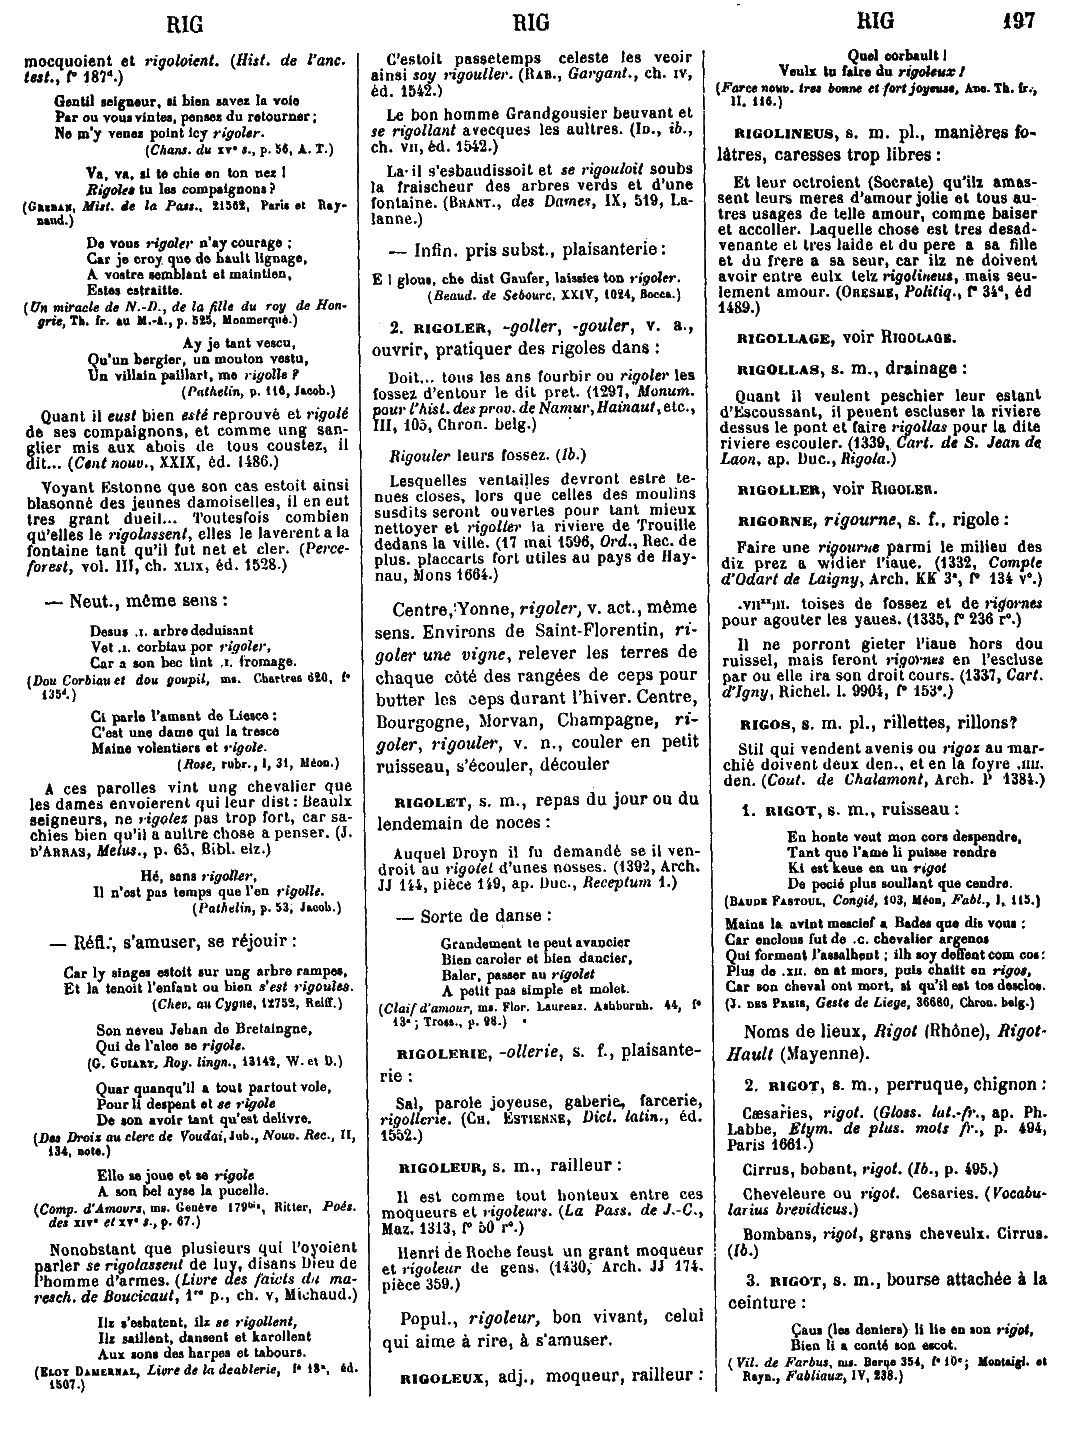 RIG
RIG
RIG 197
mocquoient et rigoloient. (Hist. de l'anc.
test., f° 187d.)
Gentil seigneur, si bien savez la voie
Par ou vous vintes, pensez du retourner ;
Ne m'y venez point icy rigoler.
(Chans. du XVe s., p. 56, A. T.)
Va, va, si te chie en ton nez !
Rigoles tu les compaignons ?
(GREBAN, Mist. de la Pass., 21562, Paris et Ray-
naud.)
De vous rigoler n'ay courage ;
Car je croy que de hault lignage,
A vostre semblant et maintien,
Estes estraitte.
(Un miracle de N.-D., de la fille du roy de Hon-
grie, Th. fr. au M.-A., p. 525, Monmerqué.)
Ay je tant vescu,
Qu'un bergier, un mouton vestu,
Un villain paillart, me rigolle ?
(Pathelin, p. 116, Jacob.)
Quant il eust bien esté reprouvé et rigolé
de ses compaignons, et comme ung san-
glier mis aux abois de tous coustez, il
dit... (Cent nouv., XXIX, éd. 1486.)
Voyant Estonne que son cas estoit ainsi
blasonné des jeunes damoiselles, il en eut
tres grant dueil... Toutesfois combien
qu'elles le rigolassent, elles le laverent a la
fontaine tant qu'il fut net et cler. (Perce-
forest, vol. III, ch. XLIX, éd. 1528.)
— Neut., même sens :
Desus .I. arbre deduisant
Vet .I. corbiau por rigoler,
Car a son bec tint .I. fromage.
(Dou Corbiau et dou goupil, ms. Chartres 620, f°
135d.)
Ci parle l'amant de Liesce :
C'est une dame qui la tresce
Maine volentiers et rigole.
(Rose, rubr., I, 31, Méon.)
A ces parolles vint ung chevalier que
les dames envoierent qui leur dist : Beaulx
seigneurs, ne rigolez pas trop fort, car sa-
chies bien qu'il a aultre chose a penser. (J.
D'ARRAS, Melus., p. 65, Bibl. elz.)
Hé, sans rigoller,
Il n'est pas temps que l'en rigolle.
(Pathelin, p. 53, Jacob.)
— Réfl., s'amuser, se réjouir :
Car ly singes estoit sur ung arbre rampes,
Et la tenoit l'enfant ou bien s'est rigoules.
(Chev. au Cygne, 12752, Reiff.)
Son neveu Jehan de Bretaingne,
Qui de l'alee se rigole.
(G. GUIART, Roy. lingn., 13142, W. et D.)
Quar quanqu'il a tout partout vole,
Pour li despent et se rigole
De son avoir tant qu'est delivre.
(Des Drois au clerc de Voudai, Jub., Nouv. Rec., II,
134, note.)
Elle se joue et se rigole
A son bel ayse la pucelle.
(Comp. d'Amours, ms. Genève 179bis, Ritter, Poés.
des XIVe et XVe s., p. 67.)
Nonobstant que plusieurs qui l'oyoient
parler se rigolassent de luy, disans Dieu de
l'homme d'armes. (Livre des faicts du ma-
resch. de Boucicaut, 1re p., ch. V, Michaud.)
Ilz s'esbatent, ilz se rigollent,
Ilz saillent, dansent et karollent
Aux sons des harpes et tabours.
(ELOY DAMERNAL, Livre de la deablerie, f° 18a, éd.
1507.)
C'estoit passetemps celeste les veoir
ainsi soy rigouller. (RAB., Gargant., ch. IV,
éd. 1542.)
Le bon homme Grandgousier beuvant et
se rigollant avecques les aultres. (ID., ib.,
ch. VII, éd. 1542.)
La-il s'esbaudissoit et se rigouloit soubs
la fraischeur des arbres verds et d'une
fontaine. (BRANT., des Dames, IX, 519, La-
lanne.)
— Infin. pris subst., plaisanterie :
E ! glous, che dist Gaufer, laissies ton rigoler.
(Beaud. de Sebourc, XXIV, 1024, Bocca.)
2. RIGOLER, -goller, -gouler, v. a.,
ouvrir, pratiquer des rigoles dans :
Doit... tous les ans fourbir ou rigoler les
fossez d'entour le dit pret. (1297, Monum.
pour l'hist. des prov. de Namur, Hainaut, etc.,
III, 105, Chron. belg.)
Rigouler leurs fossez. (Ib.)
Lesquelles ventailles devront estre te-
nues closes, lors que celles des moulins
susdits seront ouvertes pour tant mieux
nettoyer et rigoller la riviere de Trouille
dedans la ville. (17 mai 1596, Ord., Rec. de
plus. placcarts fort utiles au pays de Hay-
nau, Mons 1664.)
Centre, Yonne, rigoler, v. act., même
sens. Environs de Saint-Florentin, ri-
goler une vigne, relever les terres de
chaque côté des rangées de ceps pour
butter les ceps durant l'hiver. Centre,
Bourgogne, Morvan, Champagne, ri-
goler, rigouler, v. n., couler en petit
ruisseau, s'écouler, découler
RIGOLET, s. m., repas du jour ou du
lendemain de noces :
Auquel Droyn il fu demandé se il ven-
droit au rigolet d'unes nosses. (1392, Arch.
JJ 144, pièce 149, ap. Duc., Receptum 1.)
— Sorte de danse :
Grandement te peut avancier
Bien caroler et bien dancier,
Baler, passer au rigolet
A petit pas simple et molet.
(Claif d'amour, ms. Flor. Laurenz. Ashburnh. 44, f°
13c ; Tross., p. 98.)
RIGOLERIE, -ollerie, s. f., plaisante-
rie :
Sal, parole joyeuse, gaberie, farcerie,
rigollerie. (CH. ESTIENNE, Dict. latin., éd.
1552.)
RIGOLEUR, s. m., railleur :
Il est comme tout honteux entre ces
moqueurs et rigoleurs. (La Pass. de J.-C.,
Maz. 1313, f° 50 r°.)
Henri de Roche feust un grant moqueur
et rigoleur de gens. (1430, Arch. JJ 174,
pièce 359.)
Popul., rigoleur, bon vivant, celui
qui aime à rire, à s'amuser.
RIGOLEUX, adj., moqueur, railleur :
Quel corbault !
Veulx tu faire du rigoleux !
(Farce nouv. tres bonne et fort joyeuse, Anc. Th. fr.,
II, 116.)
RIGOLINEUS, s. m. pl., manières fo-
lâtres, caresses trop libres :
Et leur octroient (Socrate) qu'ilz amas-
sent leurs meres d'amour jolie et tous au-
tres usages de telle amour, comme baiser
et accoller. Laquelle chose est tres desad-
venante et tres laide et du pere a sa fille
et du frere a sa seur, car ilz ne doivent
avoir entre eulx telz rigolineus, mais seu-
lement amour. (ORESME, Politiq., f° 34d, éd
1489.)
RIGOLLAGE, voir RIGOLAGE.
RIGOLLAS, s. m., drainage :
Quant il veulent peschier leur estant
d'Escoussant, il peuent escluser la riviere
dessus le pont et faire rigollas pour la dite
riviere escouler. (1339, Cart. de S. Jean de
Laon, ap. Duc., Rigola.)
RIGOLLER, voir RIGOLER.
RIGORNE, rigourne, s. f., rigole :
Faire une rigourne parmi le milieu des
diz prez a widier l'iaue. (1332, Compte
d'Odart de Laigny, Arch. KK 3a, f° 134 v°.)
.VIIxxIII. toises de fossez et de rigornes
pour agouter les yaues. (1335, f° 236 r°.)
Il ne porront gieter l'iaue hors dou
ruissel, mais feront rigornes en l'escluse
par ou elle ira son droit cours. (1337, Cart.
d'Igny, Richel. l. 9904, f° 153c.)
RIGOS, s. m. pl., rillettes, rillons?
Stil qui vendent avenis ou rigox au mar-
chié doivent deux den., et en la foyre .IIII.
den. (Cout. de Chalamont, Arch. P 1384.)
1. RIGOT, s. m., ruisseau :
En honte veut mon cors despendre,
Tant que l'ame li puisse rendre
Ki est keue en un rigot
De pecié plus soullant que cendre.
(BAUDE FASTOUL, Congié, 103, Méon, Fabl., I, 115.)
Mains la avint mescief a Bades que dis vous :
Car enclous fut de .c. chevalier argenos
Qui forment l'assalhent ; ilh soy deffent com cos :
Plus de .XII. en at mors, puis chaiit en rigos,
Car son cheval ont mort, si qu'il est tos desclos.
(J. DES PREIS, Geste de Liege, 36680, Chron. belg.)
Noms de lieux, Rigot (Rhône), Rigot-
Hault (Mayenne).
2. RIGOT, s. m., perruque, chignon :
Cæsaries, rigot. (Gloss. lat.-fr., ap. Ph.
Labbe, Etym. de plus. mots fr., p. 494,
Paris 1661.)
Cirrus, bobant, rigot. (Ib., p. 495.)
Cheveleure ou rigot. Cesaries. (Vocabu-
larius brevidicus.)
Bombans, rigot, grans cheveulx. Cirrus.
(Ib.)
3. RIGOT, s. m., bourse attachée à la
ceinture :
Çaus (les deniers) li lie en son rigot,
Bien li a conté son escot.
(Vil. de Farbus, ms. Berne 354, f° 10c ; Montaigl. et
Rayn., Fabliaux, IV, 238.)